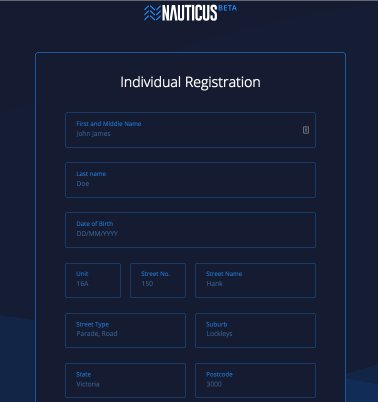 NAUTICUS BETA
Individual Registration
First and Middle Name
John James
Last name
Doe
Date of Birth
DD/MM/YYYY
Unit Street No. Street Name
16A 150 Hank
Street Type Suburb
Parade, Road Lockleys
State Postcode
Victoria 3000